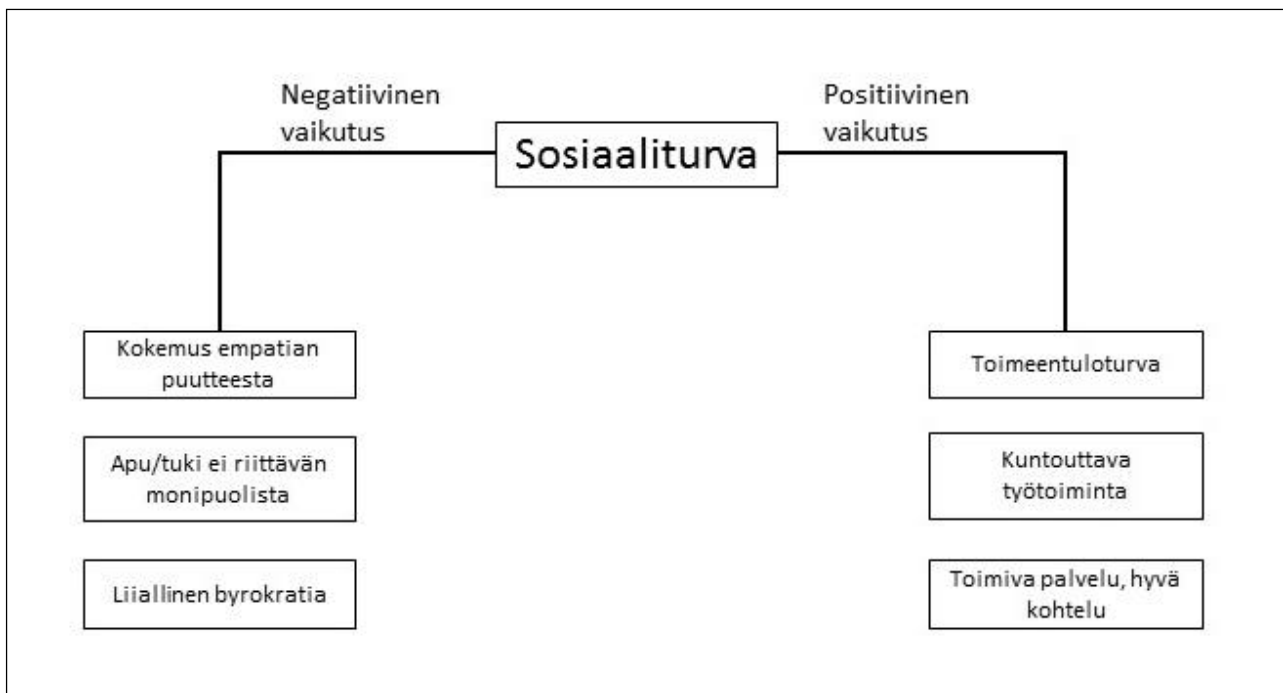 Negatiivinen
vaikutus
Sosiaaliturva
Positiivinen
vaikutus
Kokemus empatian
puutteesta
Apu/tuki ei riittävän
monipuolista
Liiallinen byrokratia
Toimeentuloturva
Kuntouttava
työtoiminta
Toimiva palvelu, hyvä
kohtelu